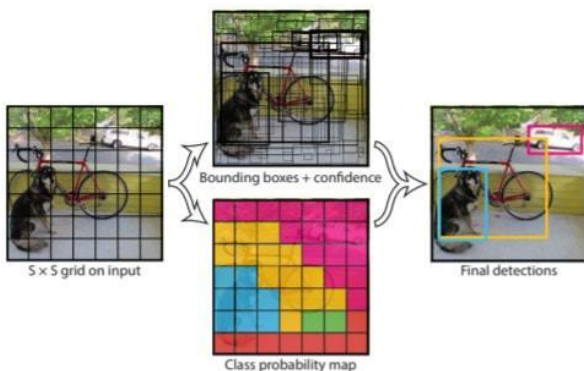 Bounding boxes + confidence
S × S grid on input
Final detections
Class probability map